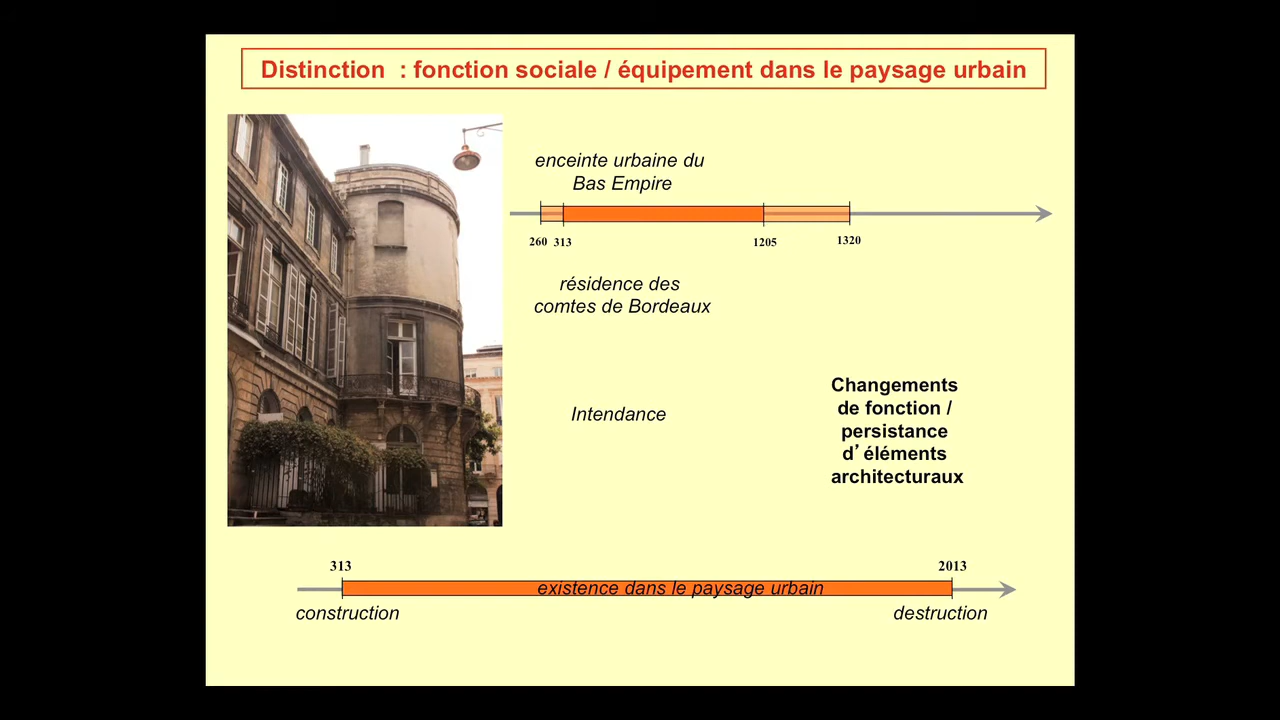 Distinction : fonction sociale / équipement dans le paysage urbain
enceinte urbaine du
Bas Empire
260 313 1205 1320
résidence des
comtes de Bordeaux
Intendance
Changements
de fonction /
persistance
d’éléments
architecturaux
313 2013
existence dans le paysage urbain
construction destruction